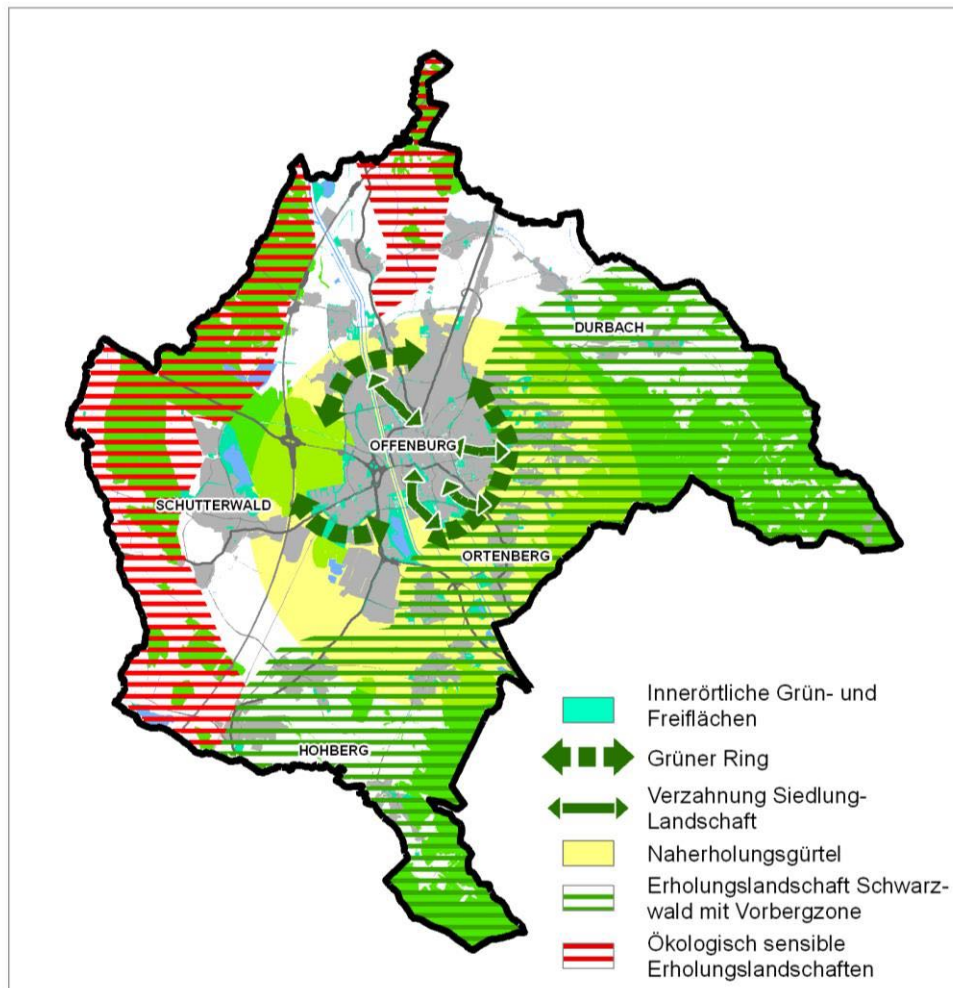 DURBACH
OFFENBURG
SCHUTTERWALD
ORTENBERG
HOHBERG
Innerörtliche Grün- und
Freiflächen
Grüner Ring
Verzahnung Siedlung-
Landschaft
Naherholungsgürtel
Erholungslandschaft Schwarz-
wald mit Vorbergzone
Ökologisch sensible
Erholungslandschaften